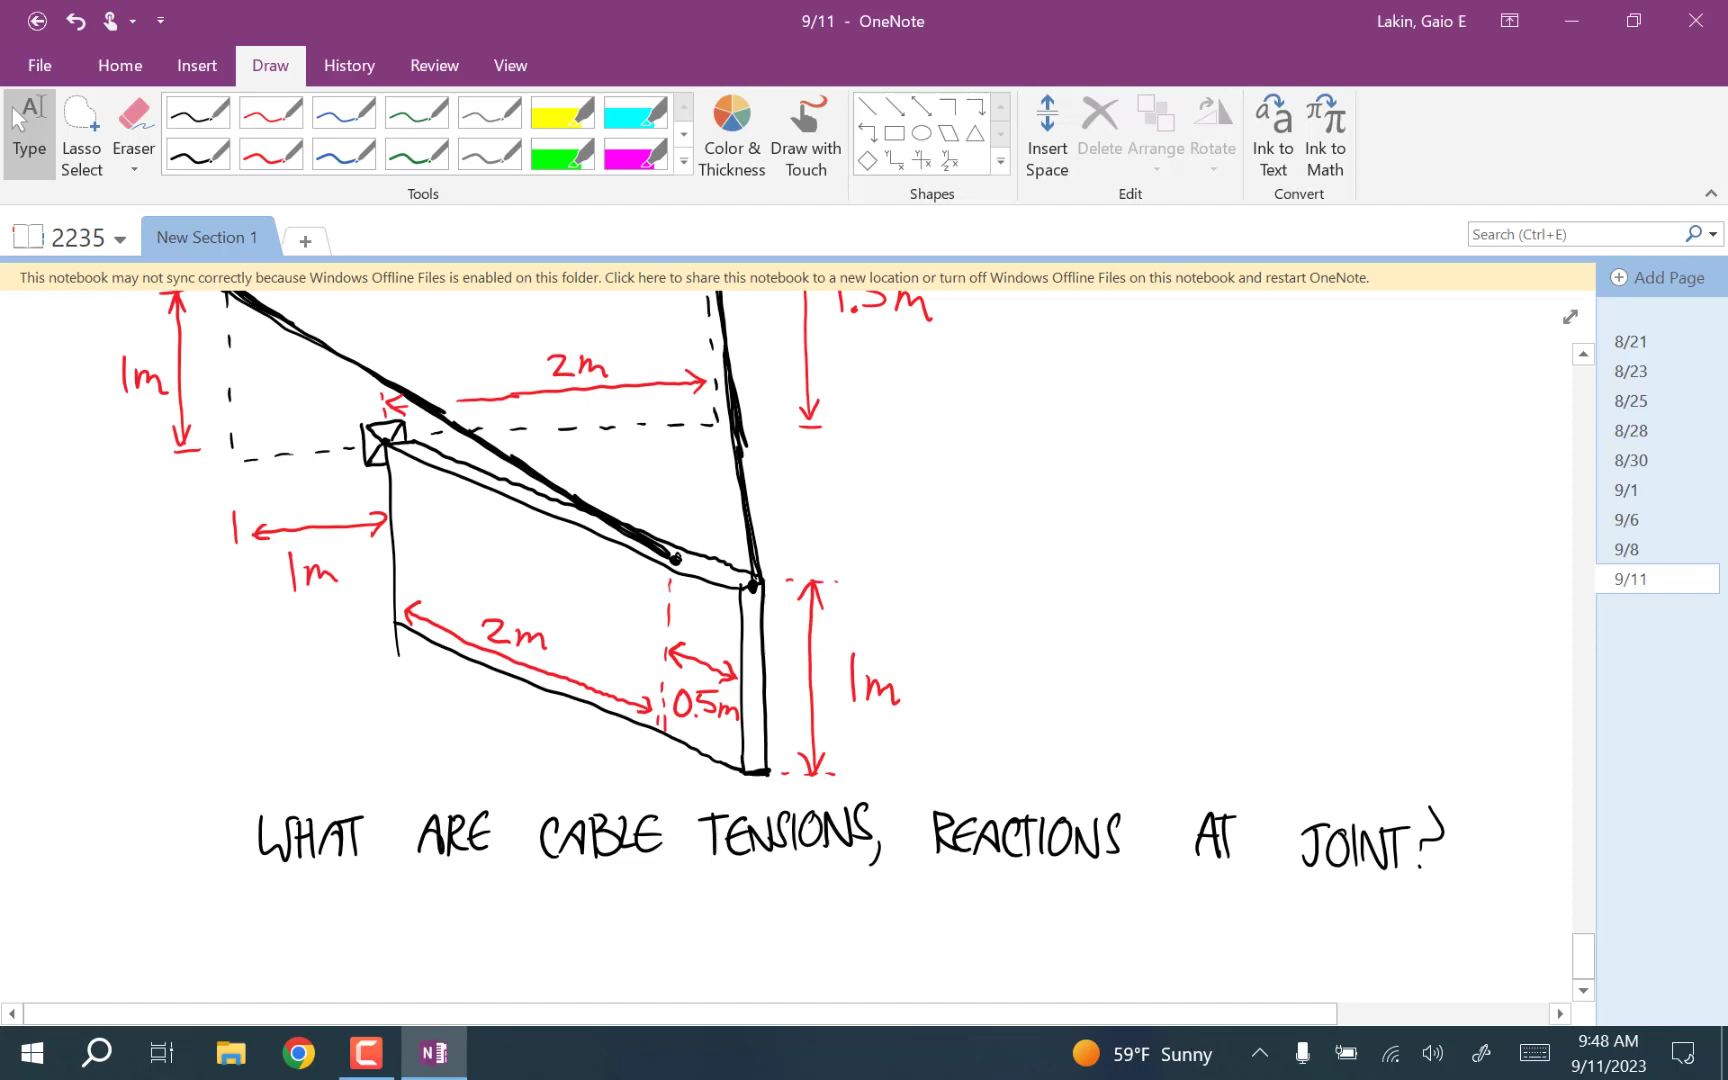 9/11 - OneNote
Lakin, Gaio E
File
Home
Insert
Draw
History
Review
View
Type
Lasso
Select
Eraser
Color &
Thickness
Draw with
Touch
Insert
Space
Delete
Arrange
Rotate
Ink to
Text
Ink to
Math
Tools
Shapes
Edit
Convert
2235
New Section 1
Search (Ctrl+E)
This notebook may not sync correctly because Windows Offline Files is enabled on this folder. Click here to share this notebook to a new location or turn off Windows Offline Files on this notebook and restart OneNote.
Add Page
8/21
8/23
8/25
8/28
8/30
9/1
9/6
9/8
9/11
1.5m
2m
1m
1m
2m
0.5m
1m
WHAT ARE CABLE TENSIONS, REACTIONS AT JOINT?
59°F Sunny
9:48 AM
9/11/2023